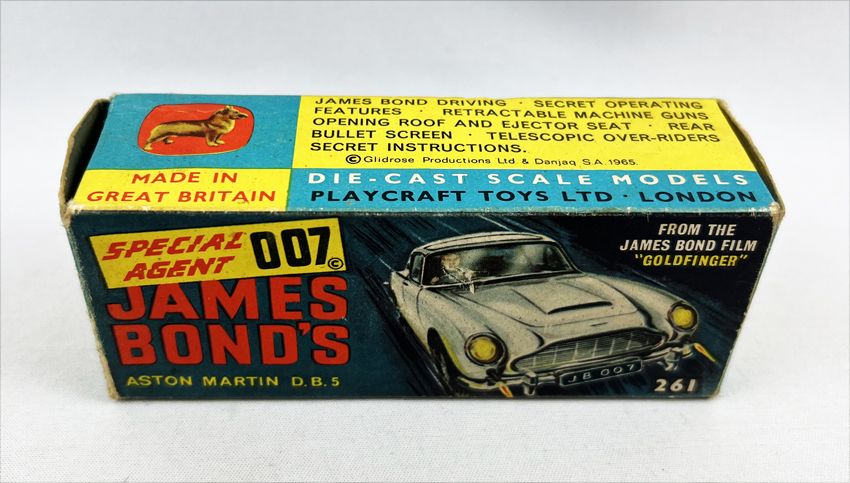 JAMES BOND DRIVING · SECRET OPERATING
FEATURES · RETRACTABLE MACHINE GUNS
OPENING ROOF AND EJECTOR SEAT · REAR
BULLET SCREEN · TELESCOPIC OVER-RIDERS
SECRET INSTRUCTIONS.
©Glidrose Productions Ltd & Danjaq S.A. 1965.
MADE IN
GREAT BRITAIN
DIE-CAST SCALE MODELS
PLAYCRAFT TOYS LTD · LONDON
SPECIAL
AGENT
007©
JAMES
BOND'S
ASTON MARTIN D.B.5
FROM THE
JAMES BOND FILM
"GOLDFINGER"
JB 007
261